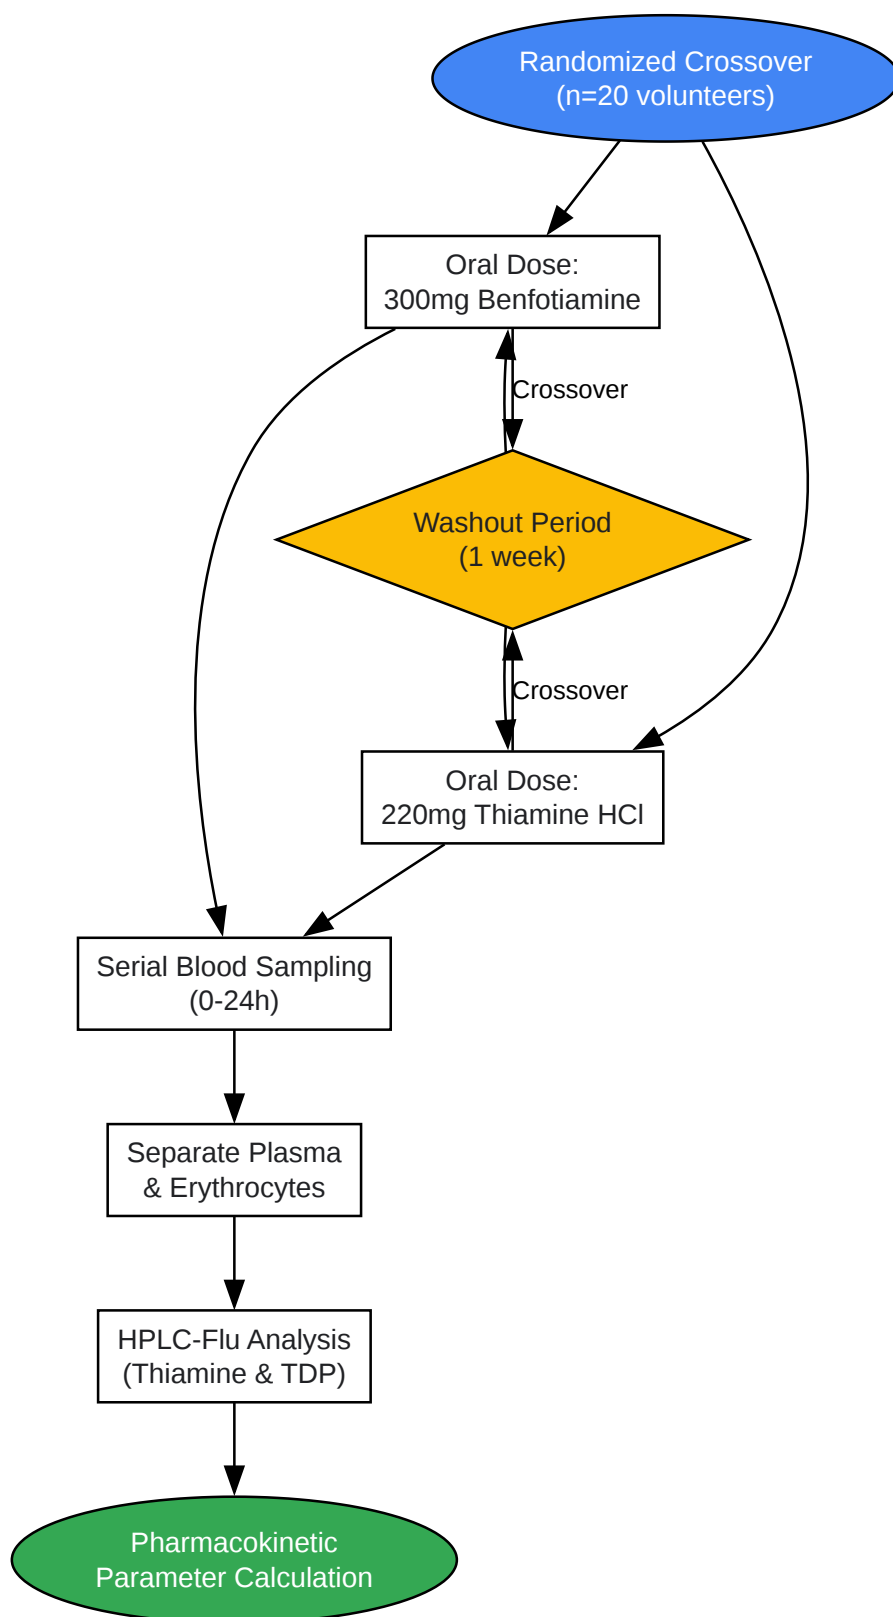 Randomized Crossover
(n=20 volunteers)
Oral Dose:
300mg Benfotiamine
Crossover
Washout Period
(1 week)
Crossover
Oral Dose:
220mg Thiamine HCl
Serial Blood Sampling
(0-24h)
Separate Plasma
& Erythrocytes
HPLC-Flu Analysis
(Thiamine & TDP)
Pharmacokinetic
Parameter Calculation